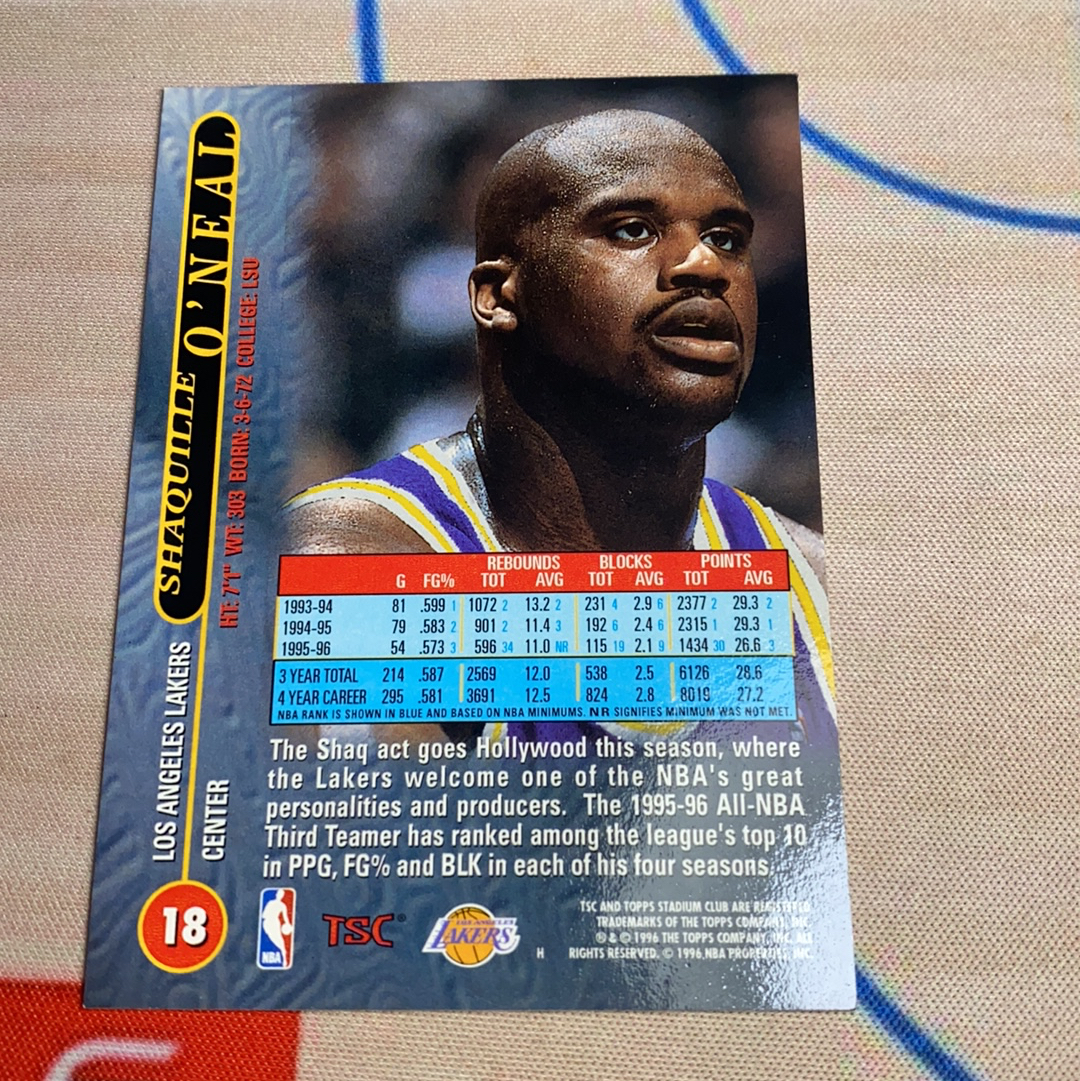 SHAQUILLE O'NEAL
HT: 7'1" WT: 303 BORN: 3-6-72 COLLEGE: LSU
LOS ANGELES LAKERS
CENTER
REBOUNDS BLOCKS POINTS
G FG% TOT AVG TOT AVG TOT AVG
1993-94 81 .599 1 1072 2 13.2 2 231 4 2.9 6 2377 2 29.3 2
1994-95 79 .583 2 901 2 11.4 3 192 6 2.4 6 2315 1 29.3 1
1995-96 54 .573 3 596 34 11.0 NR 115 19 2.1 9 1434 30 26.6 3
3 YEAR TOTAL 214 .587 2569 12.0 538 2.5 6126 28.6
4 YEAR CAREER 295 .581 3691 12.5 824 2.8 8019 27.2
NBA RANK IS SHOWN IN BLUE AND BASED ON NBA MINIMUMS. NR SIGNIFIES MINIMUM WAS NOT MET.
The Shaq act goes Hollywood this season, where
the Lakers welcome one of the NBA's great
personalities and producers. The 1995-96 All-NBA
Third Teamer has ranked among the league's top 10
in PPG, FG% and BLK in each of his four seasons.
18
NBA
TSC®
LOS ANGELES
LAKERS
H
TSC AND TOPPS STADIUM CLUB ARE REGISTERED
TRADEMARKS OF THE TOPPS COMPANY, INC.
® & © 1996 THE TOPPS COMPANY, INC. ALL
RIGHTS RESERVED. © 1996 NBA PROPERTIES, INC.